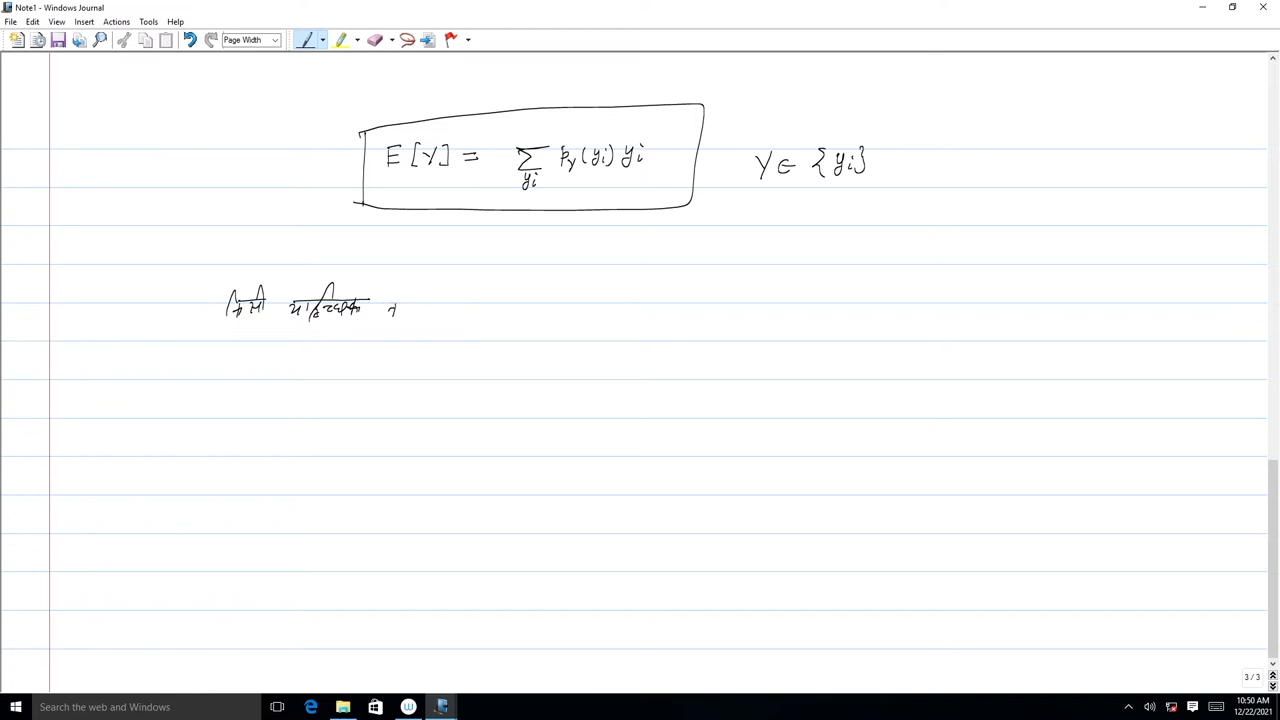 Note1 - Windows Journal
File Edit View Insert Actions Tools Help
Page Width
E[Y] = ∑_{yi} p_Y(yi) yi Y ∈ {yi}
3 / 3
Search the web and Windows
10:50 AM
12/22/2021